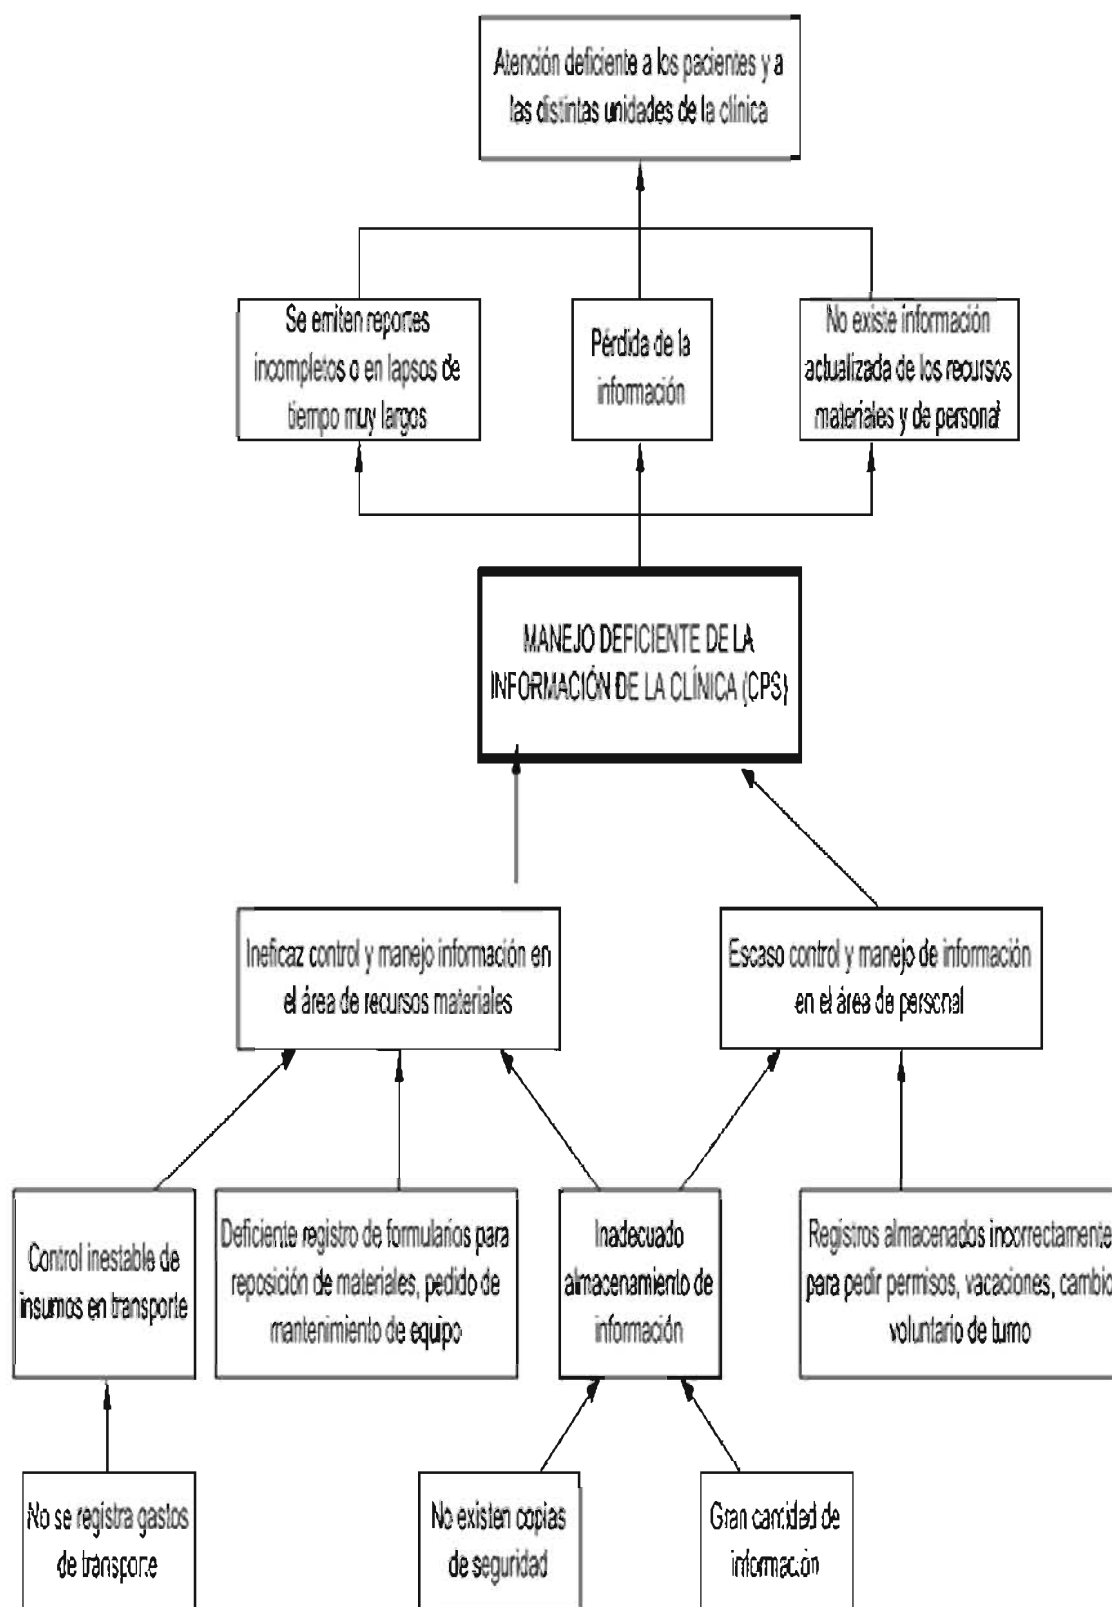 Atención deficiente a los pacientes y a
las distintas unidades de la clínica
Se emiten reportes
incompletos o en lapsos de
tiempo muy largos
Pérdida de la
información
No existe información
actualizada de los recursos
materiales y de personal
MANEJO DEFICIENTE DE LA
INFORMACIÓN DE LA CLÍNICA (CPS)
Ineficaz control y manejo información en
el área de recursos materiales
Escaso control y manejo de información
en el área de personal
Control inestable de
insumos en transporte
Deficiente registro de formularios para
reposición de materiales, pedido de
mantenimiento de equipo
Inadecuado
almacenamiento de
información
Registros almacenados incorrectamente
para pedir permisos, vacaciones, cambio
voluntario de turno
No se registra gastos
de transporte
No existen copias
de seguridad
Gran cantidad de
información